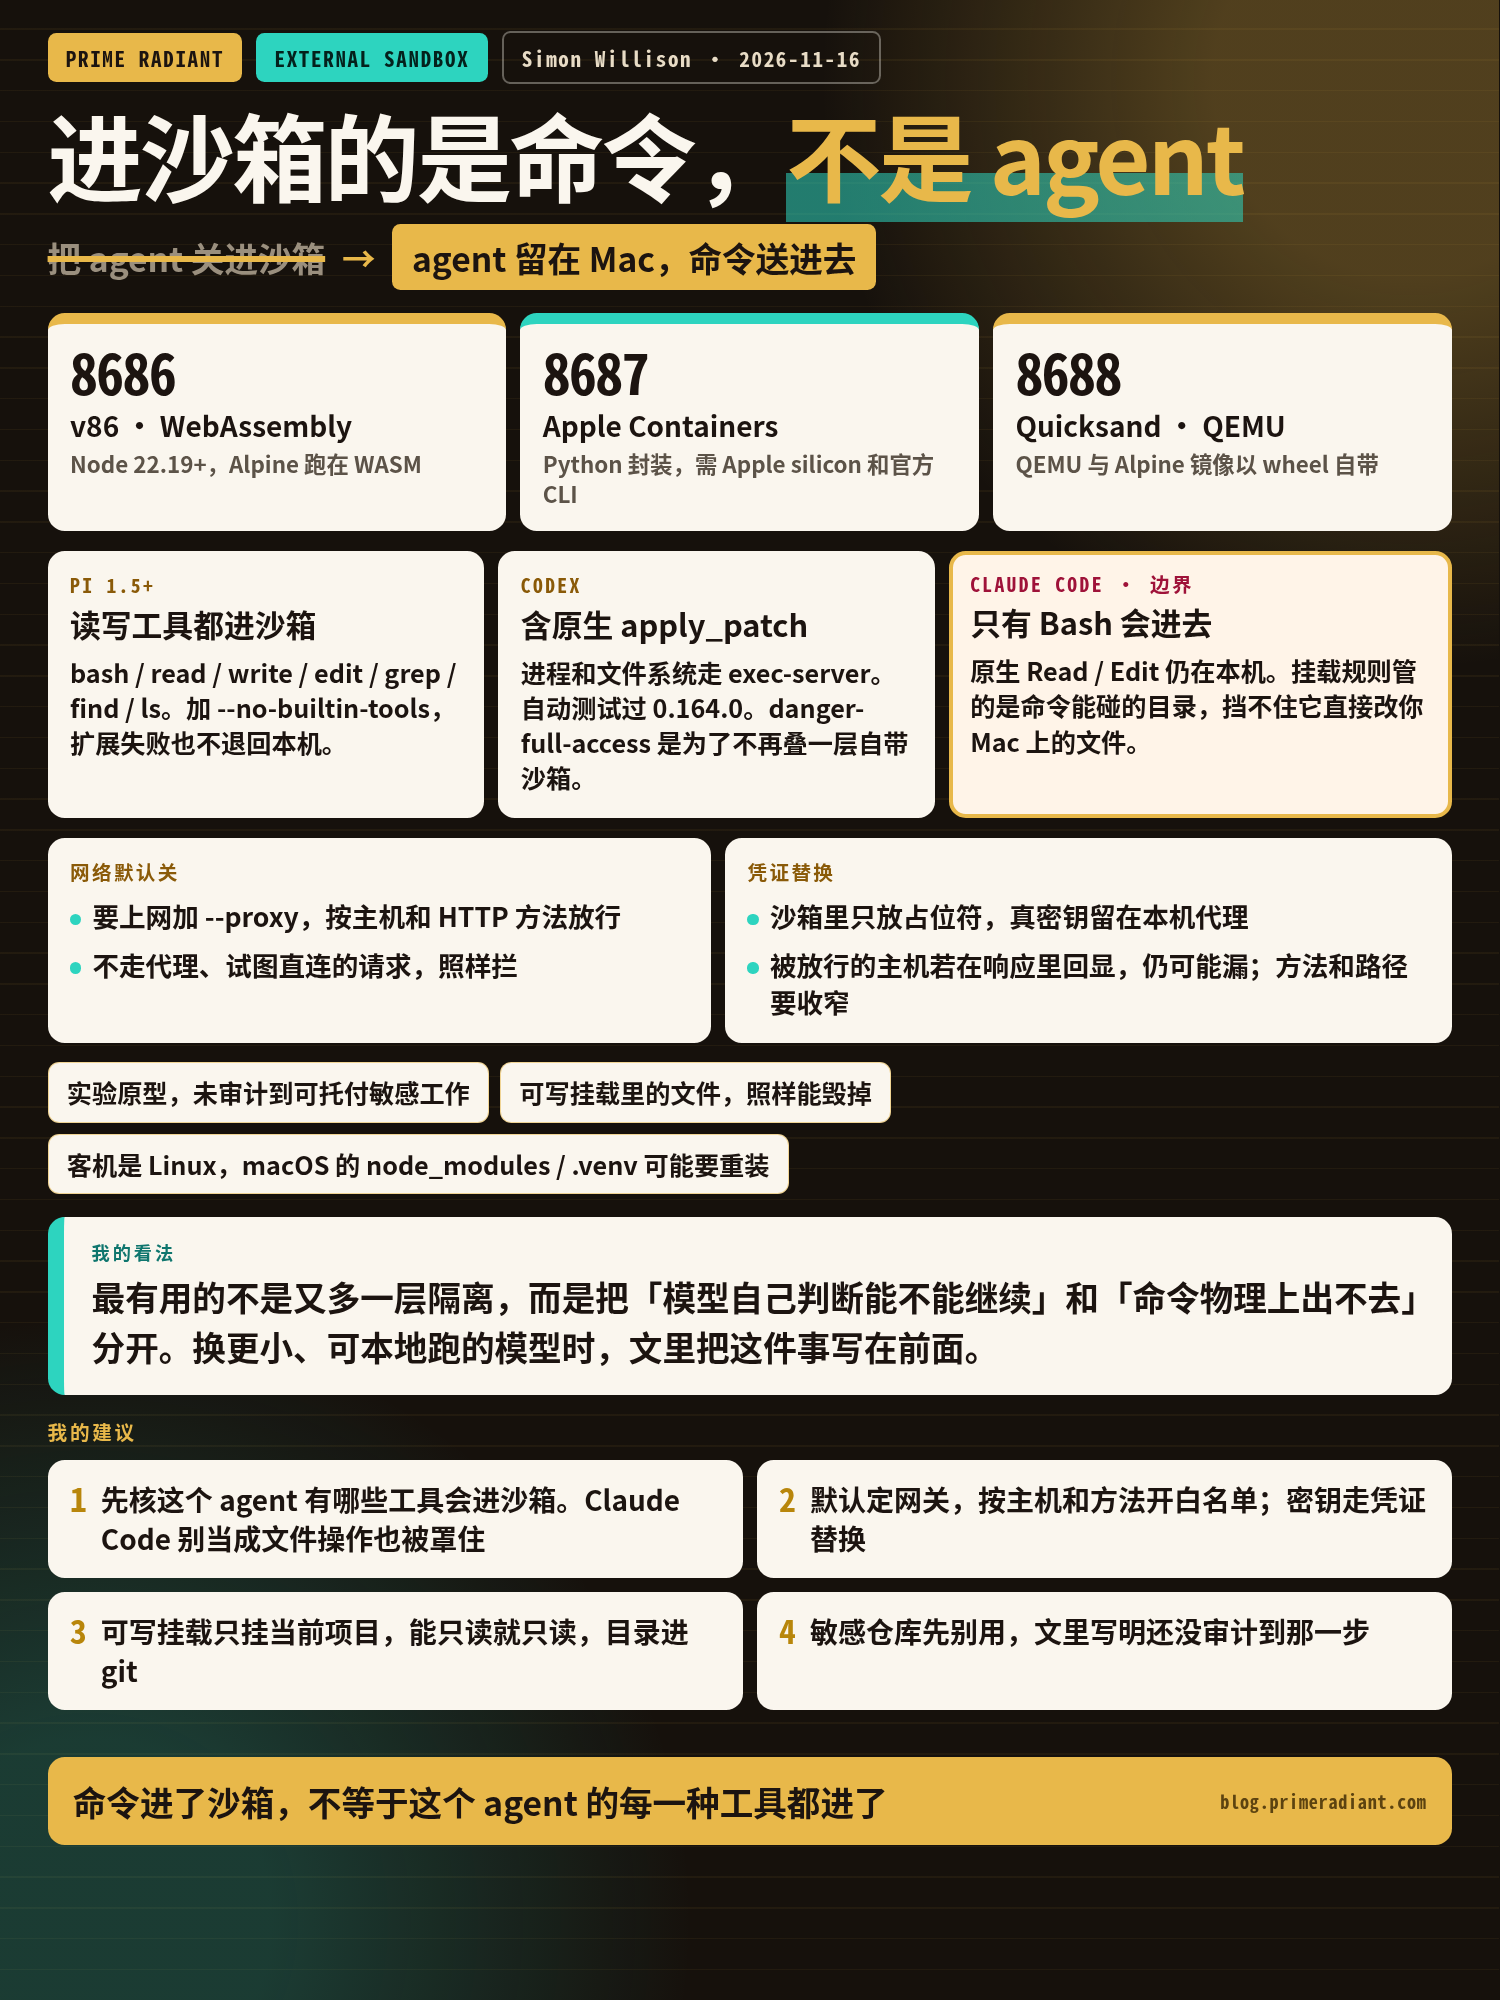 PRIME RADIANT
EXTERNAL SANDBOX
Simon Willison · 2026-11-16
进沙箱的是命令，不是 agent
把 agent 关进沙箱 → agent 留在 Mac，命令送进去
8686
v86 · WebAssembly
Node 22.19+，Alpine 跑在 WASM
8687
Apple Containers
Python 封装，需 Apple silicon 和官方
CLI
8688
Quicksand · QEMU
QEMU 与 Alpine 镜像以 wheel 自带
PI 1.5+
读写工具都进沙箱
bash / read / write / edit / grep /
find / ls。加 --no-builtin-tools，
扩展失败也不退回本机。
CODEX
含原生 apply_patch
进程和文件系统走 exec-server。
自动测试过 0.164.0。danger-
full-access 是为了不再叠一层自带
沙箱。
CLAUDE CODE · 边界
只有 Bash 会进去
原生 Read / Edit 仍在本机。挂载规则管
的是命令能碰的目录，挡不住它直接改你
Mac 上的文件。
网络默认关
要上网加 --proxy，按主机和 HTTP 方法放行
不走代理、试图直连的请求，照样拦
凭证替换
沙箱里只放占位符，真密钥留在本机代理
被放行的主机若在响应里回显，仍可能漏；方法和路径
要收窄
实验原型，未审计到可托付敏感工作
可写挂载里的文件，照样能毁掉
客机是 Linux，macOS 的 node_modules / .venv 可能要重装
我的看法
最有用的不是又多一层隔离，而是把「模型自己判断能不能继续」和「命令物理上出不去」
分开。换更小、可本地跑的模型时，文里把这件事写在前面。
我的建议
1 先核这个 agent 有哪些工具会进沙箱。Claude
Code 别当成文件操作也被罩住
2 默认定网关，按主机和方法开白名单；密钥走凭证
替换
3 可写挂载只挂当前项目，能只读就只读，目录进
git
4 敏感仓库先别用，文里写明还没审计到那一步
命令进了沙箱，不等于这个 agent 的每一种工具都进了
blog.primeradiant.com